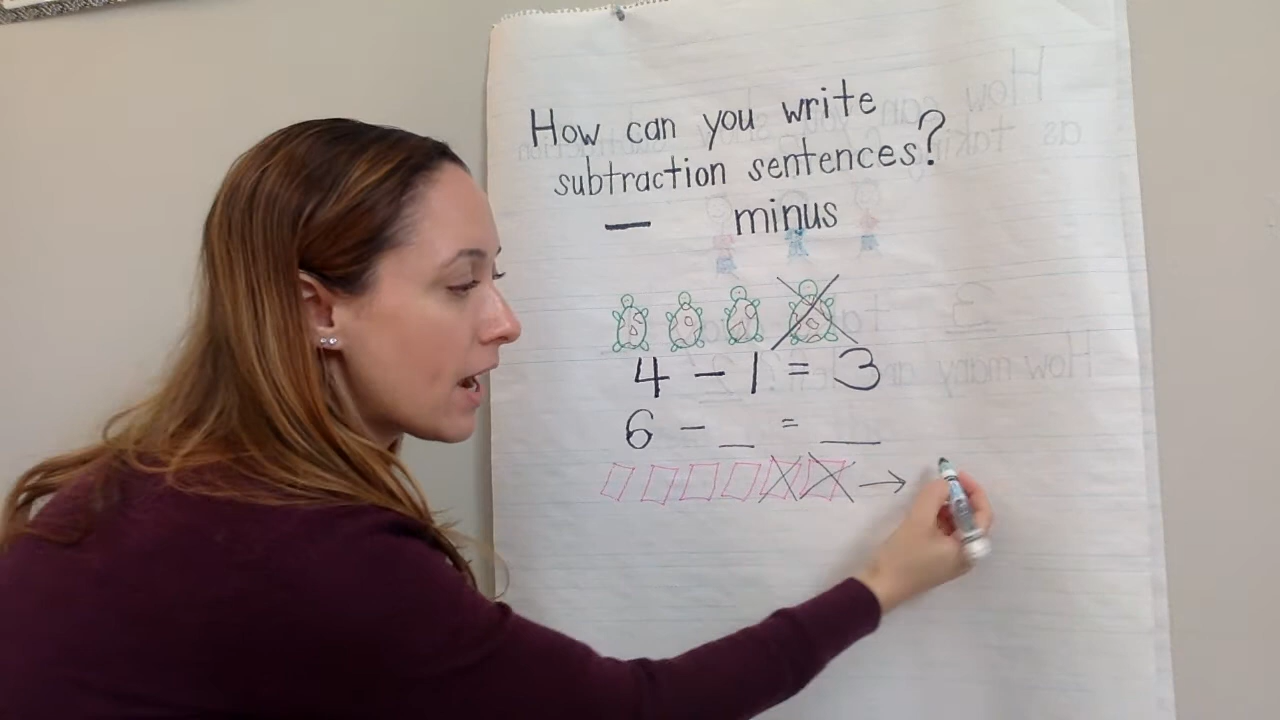 How can you write
subtraction sentences?
— minus
4 - 1 = 3
6 - __ = __